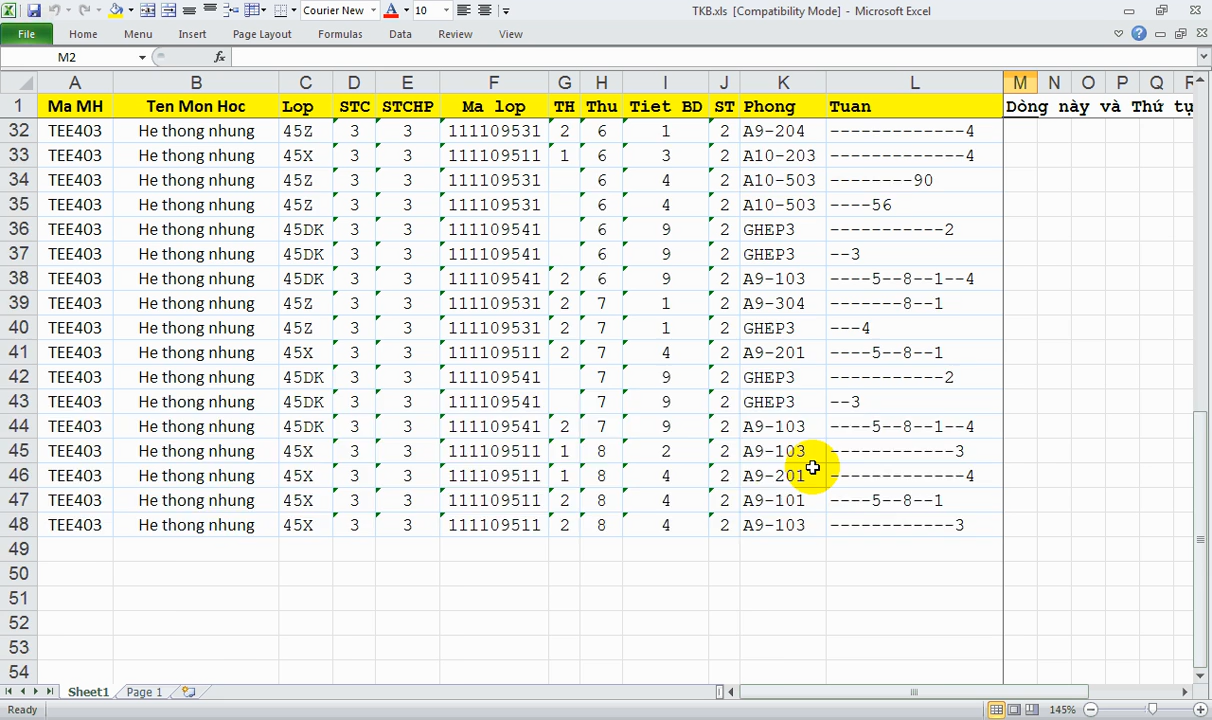 TKB.xls [Compatibility Mode] - Microsoft Excel
Courier New 10
File Home Menu Insert Page Layout Formulas Data Review View
M2 fx
A B C D E F G H I J K L M N O P Q R
1 Ma MH Ten Mon Hoc Lop STC STCHP Ma lop TH Thu Tiet BD ST Phong Tuan Dòng này và Thứ tự
32 TEE403 He thong nhung 45Z 3 3 111109531 2 6 1 2 A9-204 -------------4
33 TEE403 He thong nhung 45X 3 3 111109511 1 6 3 2 A10-203 -------------4
34 TEE403 He thong nhung 45Z 3 3 111109531 6 4 2 A10-503 --------90
35 TEE403 He thong nhung 45Z 3 3 111109531 6 4 2 A10-503 ----56
36 TEE403 He thong nhung 45DK 3 3 111109541 6 9 2 GHEP3 -----------2
37 TEE403 He thong nhung 45DK 3 3 111109541 6 9 2 GHEP3 --3
38 TEE403 He thong nhung 45DK 3 3 111109541 2 6 9 2 A9-103 ----5--8--1--4
39 TEE403 He thong nhung 45Z 3 3 111109531 2 7 1 2 A9-304 -------8--1
40 TEE403 He thong nhung 45Z 3 3 111109531 2 7 1 2 GHEP3 ---4
41 TEE403 He thong nhung 45X 3 3 111109511 2 7 4 2 A9-201 ----5--8--1
42 TEE403 He thong nhung 45DK 3 3 111109541 7 9 2 GHEP3 -----------2
43 TEE403 He thong nhung 45DK 3 3 111109541 7 9 2 GHEP3 --3
44 TEE403 He thong nhung 45DK 3 3 111109541 2 7 9 2 A9-103 ----5--8--1--4
45 TEE403 He thong nhung 45X 3 3 111109511 1 8 2 2 A9-103 ------------3
46 TEE403 He thong nhung 45X 3 3 111109511 1 8 4 2 A9-201 -------------4
47 TEE403 He thong nhung 45X 3 3 111109511 2 8 4 2 A9-101 ----5--8--1
48 TEE403 He thong nhung 45X 3 3 111109511 2 8 4 2 A9-103 ------------3
49
50
51
52
53
54
Sheet1 Page 1
Ready 145%